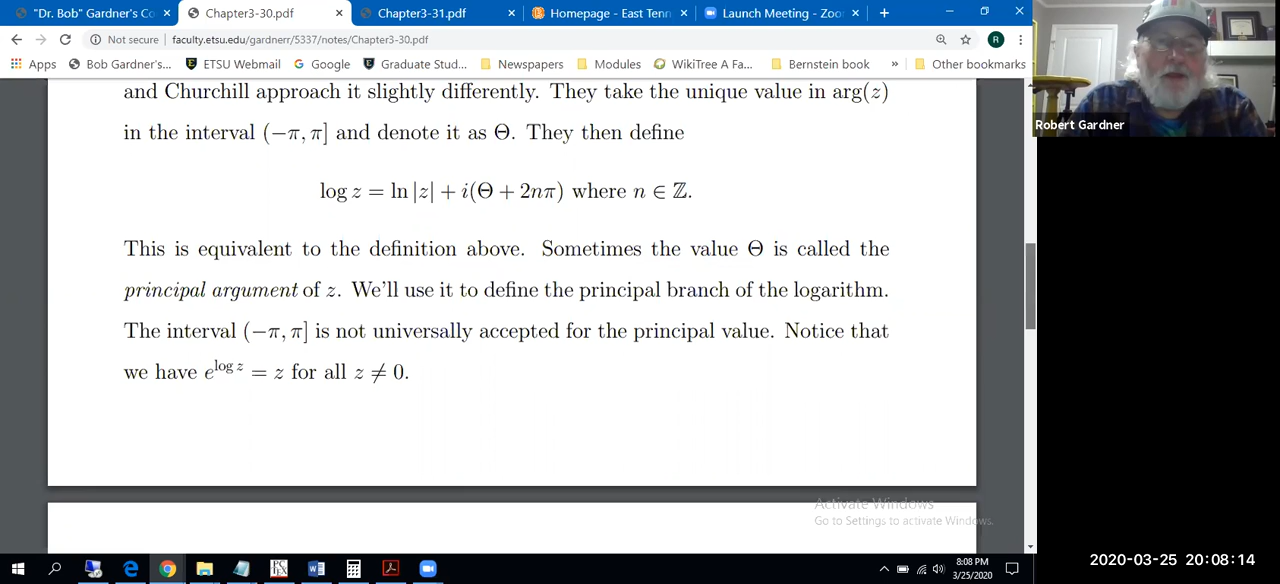 "Dr. Bob" Gardner's Co
Chapter3-30.pdf
Chapter3-31.pdf
Homepage - East Tenn
Launch Meeting - Zoo
Not secure | faculty.etsu.edu/gardnerr/5337/notes/Chapter3-30.pdf
R
Apps
Bob Gardner's...
ETSU Webmail
Google
Graduate Stud...
Newspapers
Modules
WikiTree A Fa...
Bernstein book
»
Other bookmarks
and Churchill approach it slightly differently. They take the unique value in arg(z)
in the interval (−π, π] and denote it as Θ. They then define
log z = ln |z| + i(Θ + 2nπ) where n ∈ ℤ.
This is equivalent to the definition above. Sometimes the value Θ is called the
principal argument of z. We'll use it to define the principal branch of the logarithm.
The interval (−π, π] is not universally accepted for the principal value. Notice that
we have e^{log z} = z for all z ≠ 0.
Activate Windows
Go to Settings to activate Windows.
Robert Gardner
8:08 PM
3/25/2020
2020-03-25 20:08:14